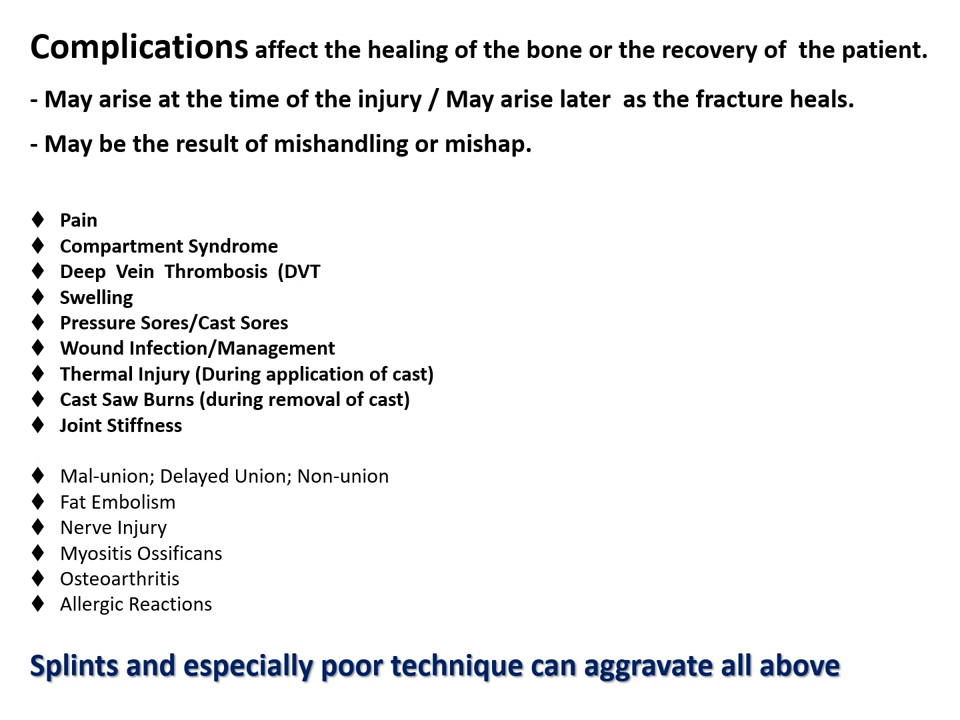 Complications affect the healing of the bone or the recovery of  the patient.
- May arise at the time of the injury / May arise later  as the fracture heals.
- May be the result of mishandling or mishap.
♦ Pain
♦ Compartment Syndrome
♦ Deep  Vein  Thrombosis  (DVT
♦ Swelling
♦ Pressure Sores/Cast Sores
♦ Wound Infection/Management
♦ Thermal Injury (During application of cast)
♦ Cast Saw Burns (during removal of cast)
♦ Joint Stiffness
♦ Mal-union; Delayed Union; Non-union
♦ Fat Embolism
♦ Nerve Injury
♦ Myositis Ossificans
♦ Osteoarthritis
♦ Allergic Reactions
Splints and especially poor technique can aggravate all above